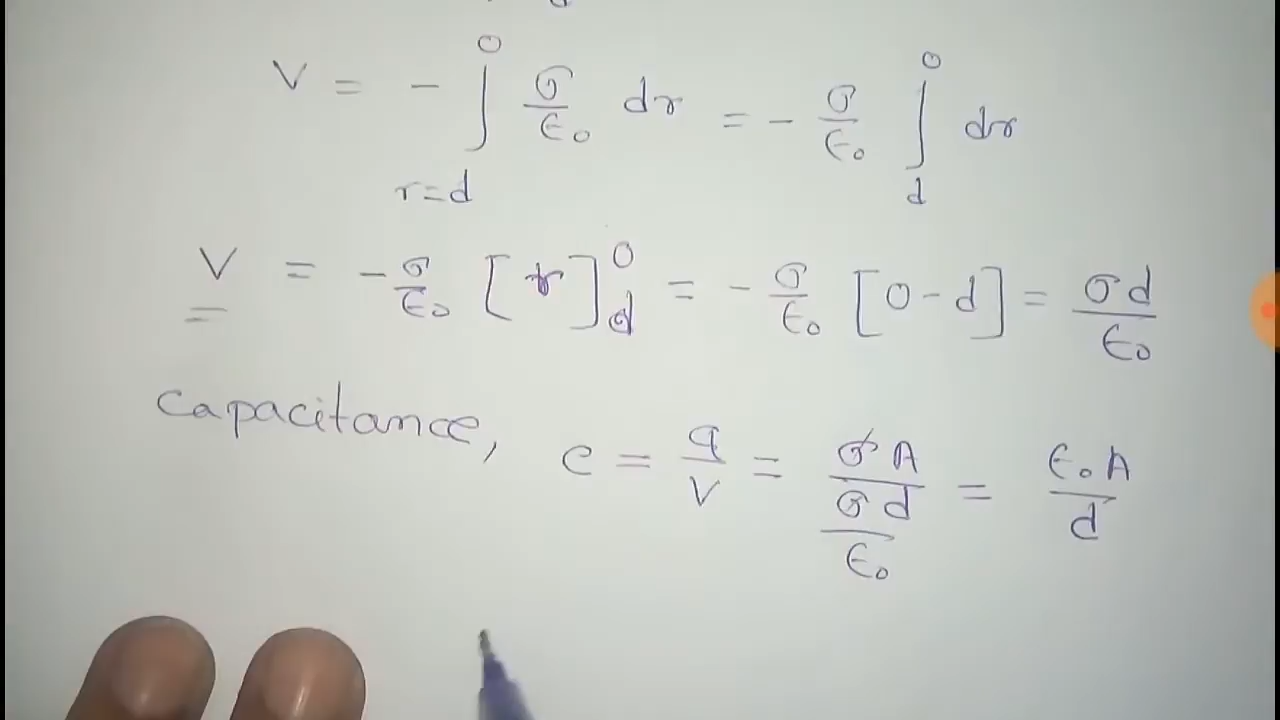 V = - ∫_{r=d}^{0} σ/ε₀ dr = - σ/ε₀ ∫_{d}^{0} dr
V = - σ/ε₀ [r]_{d}^{0} = - σ/ε₀ [0-d] = σd/ε₀
Capacitance, C = q/V = σA/(σd/ε₀) = ε₀A/d